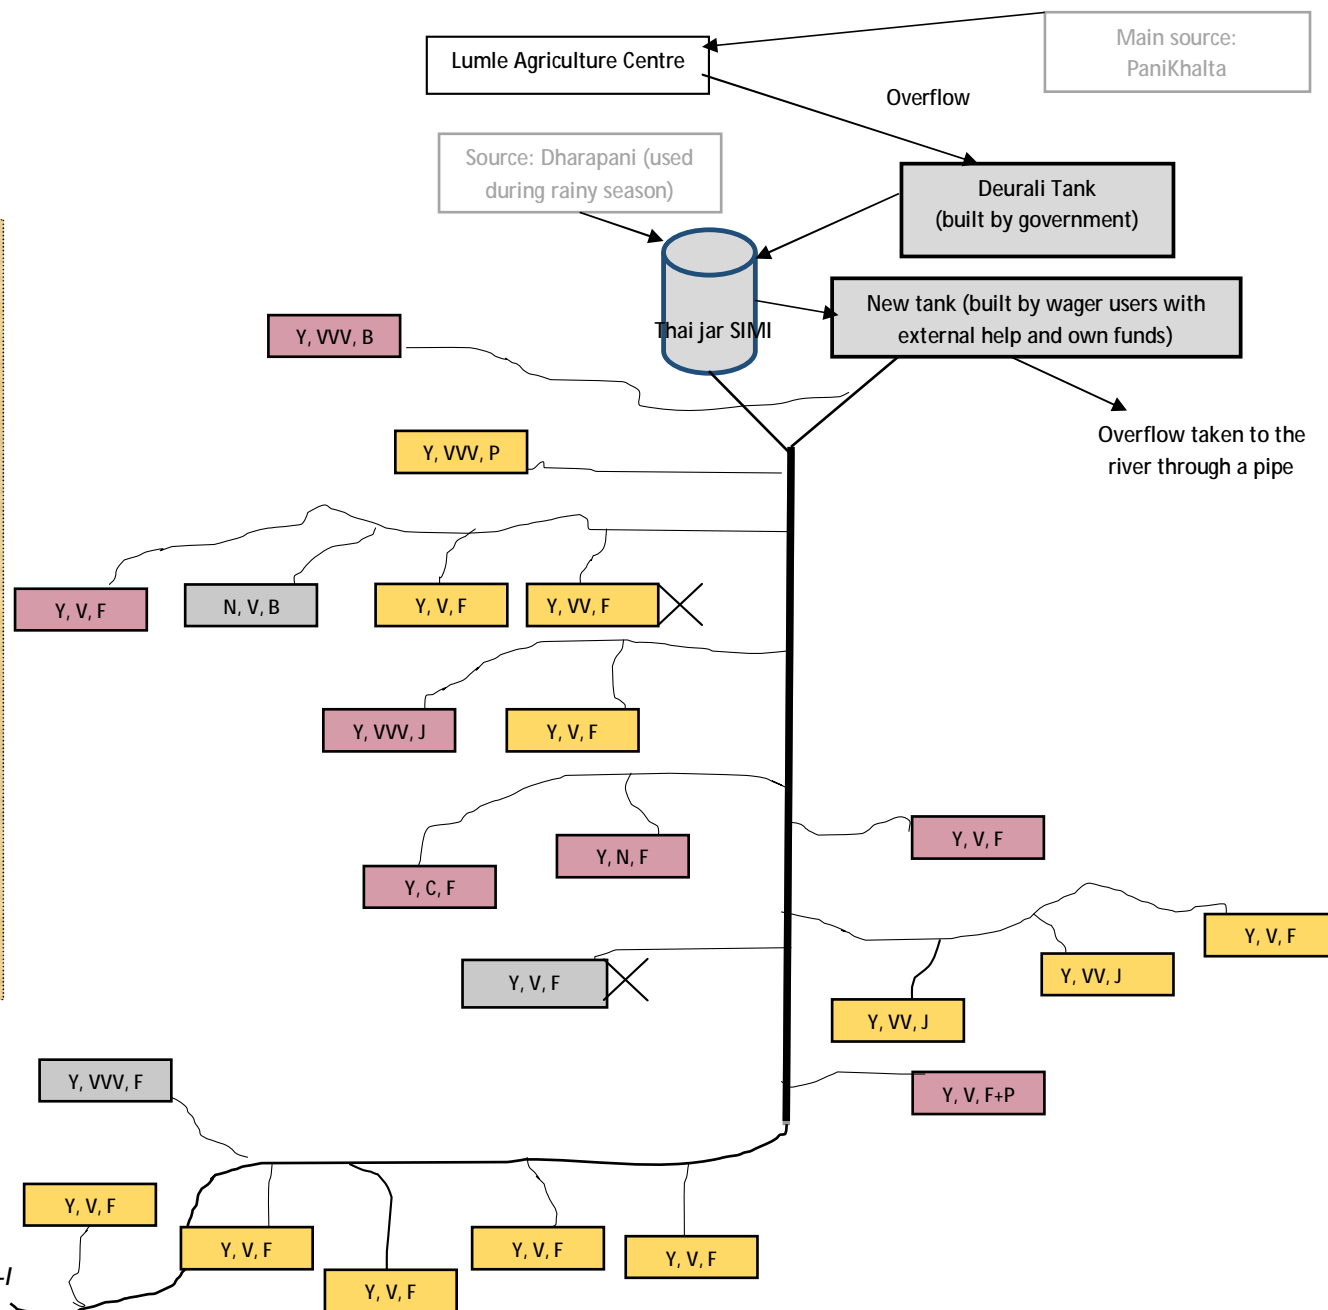 Main source:
PaniKhalta
Lumle Agriculture Centre
Overflow
Source: Dharapani (used
during rainy season)
Deurali Tank
(built by government)
New tank (built by wager users with
external help and own funds)
Thai jar SIMI
Y, VVV, B
Overflow taken to the
river through a pipe
Y, VVV, P
Y, V, F
N, V, B
Y, V, F
Y, VV, F
Y, VVV, J
Y, V, F
Y, V, F
Y, N, F
Y, C, F
Y, V, F
Y, VV, J
Y, V, F
Y, VV, J
Y, VVV, F
Y, V, F+P
Y, V, F
Y, V, F
Y, V, F
Y, V, F
Y, V, F